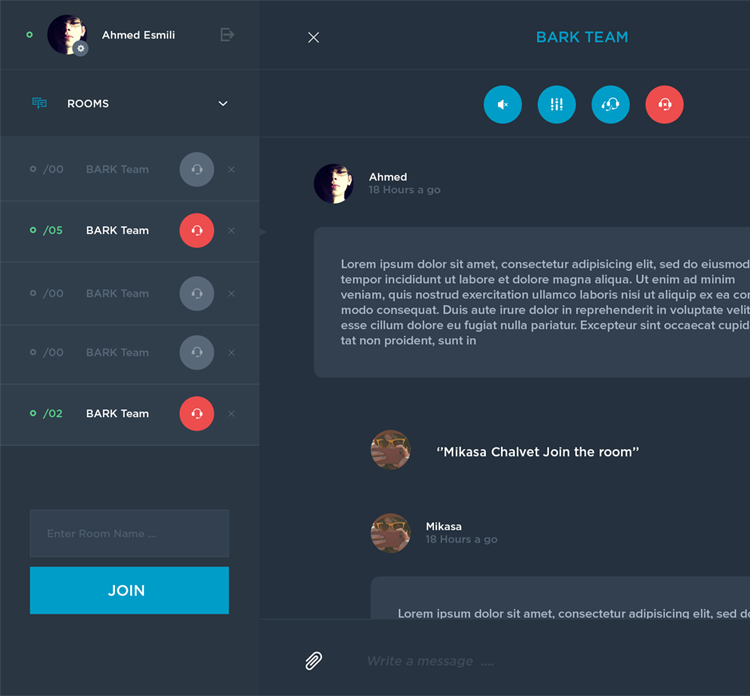 Ahmed Esmili
ROOMS
/00 BARK Team
/05 BARK Team
/00 BARK Team
/00 BARK Team
/02 BARK Team
Enter Room Name ...
JOIN
BARK TEAM
Ahmed
18 Hours a go
Lorem ipsum dolor sit amet, consectetur adipisicing elit, sed do eiusmod
tempor incididunt ut labore et dolore magna aliqua. Ut enim ad minim
veniam, quis nostrud exercitation ullamco laboris nisi ut aliquip ex ea con
modo consequat. Duis aute irure dolor in reprehenderit in voluptate velit
esse cillum dolore eu fugiat nulla pariatur. Excepteur sint occaecat cupid
tat non proident, sunt in
‘’Mikasa Chalvet Join the room’’
Mikasa
18 Hours a go
Lorem ipsum dolor sit amet, consectetur adipisicing elit, sed d
Write a message ....